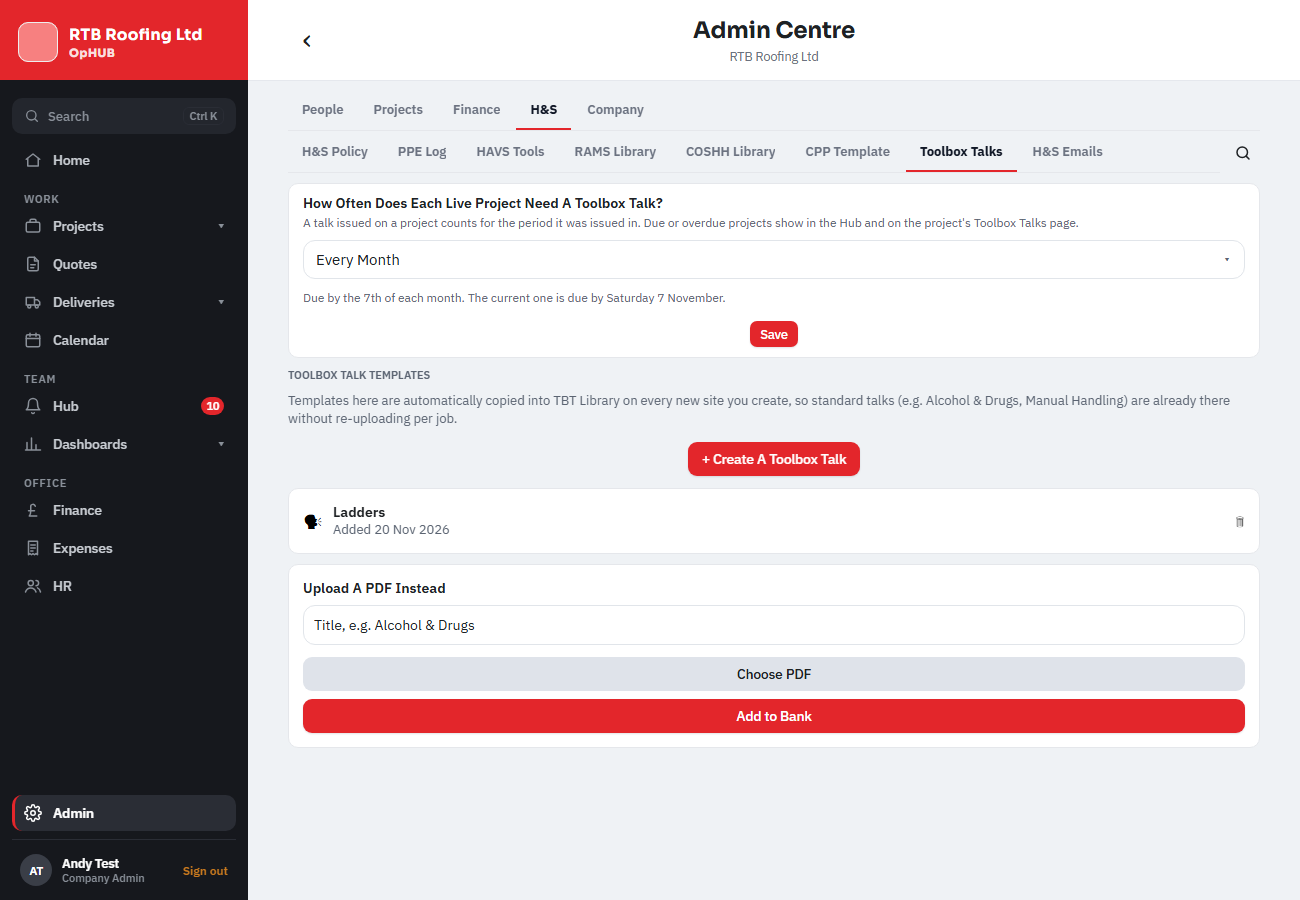 RTB Roofing Ltd
OpHUB
Search
Ctrl K
Home
WORK
Projects
Quotes
Deliveries
Calendar
TEAM
Hub
10
Dashboards
OFFICE
Finance
Expenses
HR
Admin
AT
Andy Test
Company Admin
Sign out
Admin Centre
RTB Roofing Ltd
People
Projects
Finance
H&S
Company
H&S Policy
PPE Log
HAVS Tools
RAMS Library
COSHH Library
CPP Template
Toolbox Talks
H&S Emails
How Often Does Each Live Project Need A Toolbox Talk?
A talk issued on a project counts for the period it was issued in. Due or overdue projects show in the Hub and on the project's Toolbox Talks page.
Every Month
Due by the 7th of each month. The current one is due by Saturday 7 November.
Save
TOOLBOX TALK TEMPLATES
Templates here are automatically copied into TBT Library on every new site you create, so standard talks (e.g. Alcohol & Drugs, Manual Handling) are already there
without re-uploading per job.
+ Create A Toolbox Talk
Ladders
Added 20 Nov 2026
Upload A PDF Instead
Title, e.g. Alcohol & Drugs
Choose PDF
Add to Bank